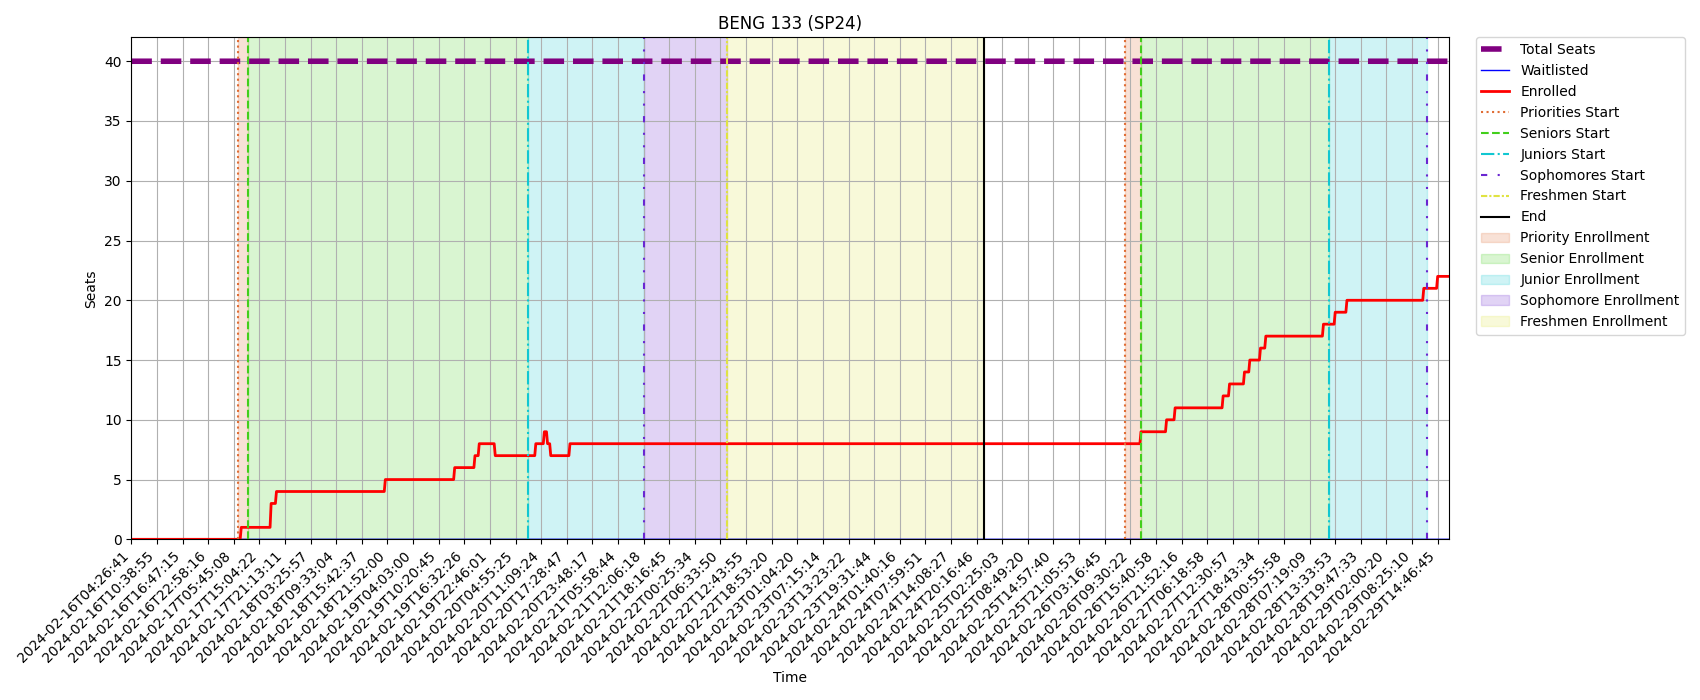 BENG 133 (SP24)
Seats
40
35
30
25
20
15
10
5
0
2024-02-16T04:26:41
2024-02-16T10:38:55
2024-02-16T16:47:15
2024-02-16T22:58:16
2024-02-17T05:45:08
2024-02-17T15:04:22
2024-02-17T21:13:11
2024-02-18T03:25:57
2024-02-18T09:33:04
2024-02-18T15:42:37
2024-02-18T21:52:00
2024-02-19T04:03:00
2024-02-19T10:20:45
2024-02-19T16:32:26
2024-02-19T22:46:01
2024-02-20T04:55:25
2024-02-20T11:09:24
2024-02-20T17:28:47
2024-02-20T23:48:17
2024-02-21T05:58:44
2024-02-21T12:06:18
2024-02-21T18:16:45
2024-02-22T00:25:34
2024-02-22T06:33:50
2024-02-22T12:43:55
2024-02-22T18:53:20
2024-02-23T01:04:20
2024-02-23T07:15:14
2024-02-23T13:23:22
2024-02-23T19:31:44
2024-02-24T01:40:16
2024-02-24T07:59:51
2024-02-24T14:08:27
2024-02-24T20:16:46
2024-02-25T02:25:03
2024-02-25T08:49:20
2024-02-25T14:57:40
2024-02-25T21:05:53
2024-02-26T03:16:45
2024-02-26T09:30:22
2024-02-26T15:40:58
2024-02-26T21:52:16
2024-02-27T06:18:58
2024-02-27T12:30:57
2024-02-27T18:43:34
2024-02-28T00:55:58
2024-02-28T07:19:09
2024-02-28T13:33:53
2024-02-28T19:47:33
2024-02-29T02:00:20
2024-02-29T08:25:10
2024-02-29T14:46:45
Time
Total Seats
Waitlisted
Enrolled
Priorities Start
Seniors Start
Juniors Start
Sophomores Start
Freshmen Start
End
Priority Enrollment
Senior Enrollment
Junior Enrollment
Sophomore Enrollment
Freshmen Enrollment